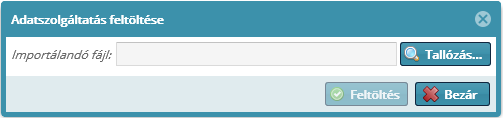 Adatszolgáltatás feltöltése
Importálandó fájl: Tallózás...
Feltöltés Bezár